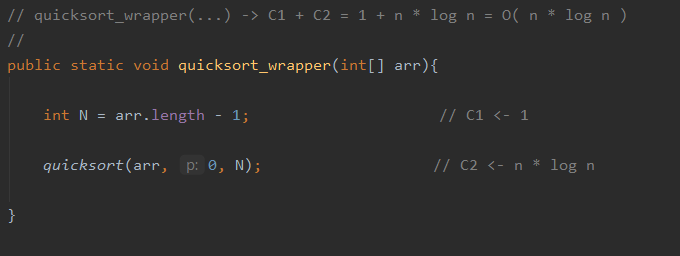 // quicksort_wrapper(...) -> C1 + C2 = 1 + n * log n = O( n * log n )
//
public static void quicksort_wrapper(int[] arr){
int N = arr.length - 1; // C1 <- 1
quicksort(arr, p: 0, N); // C2 <- n * log n
}